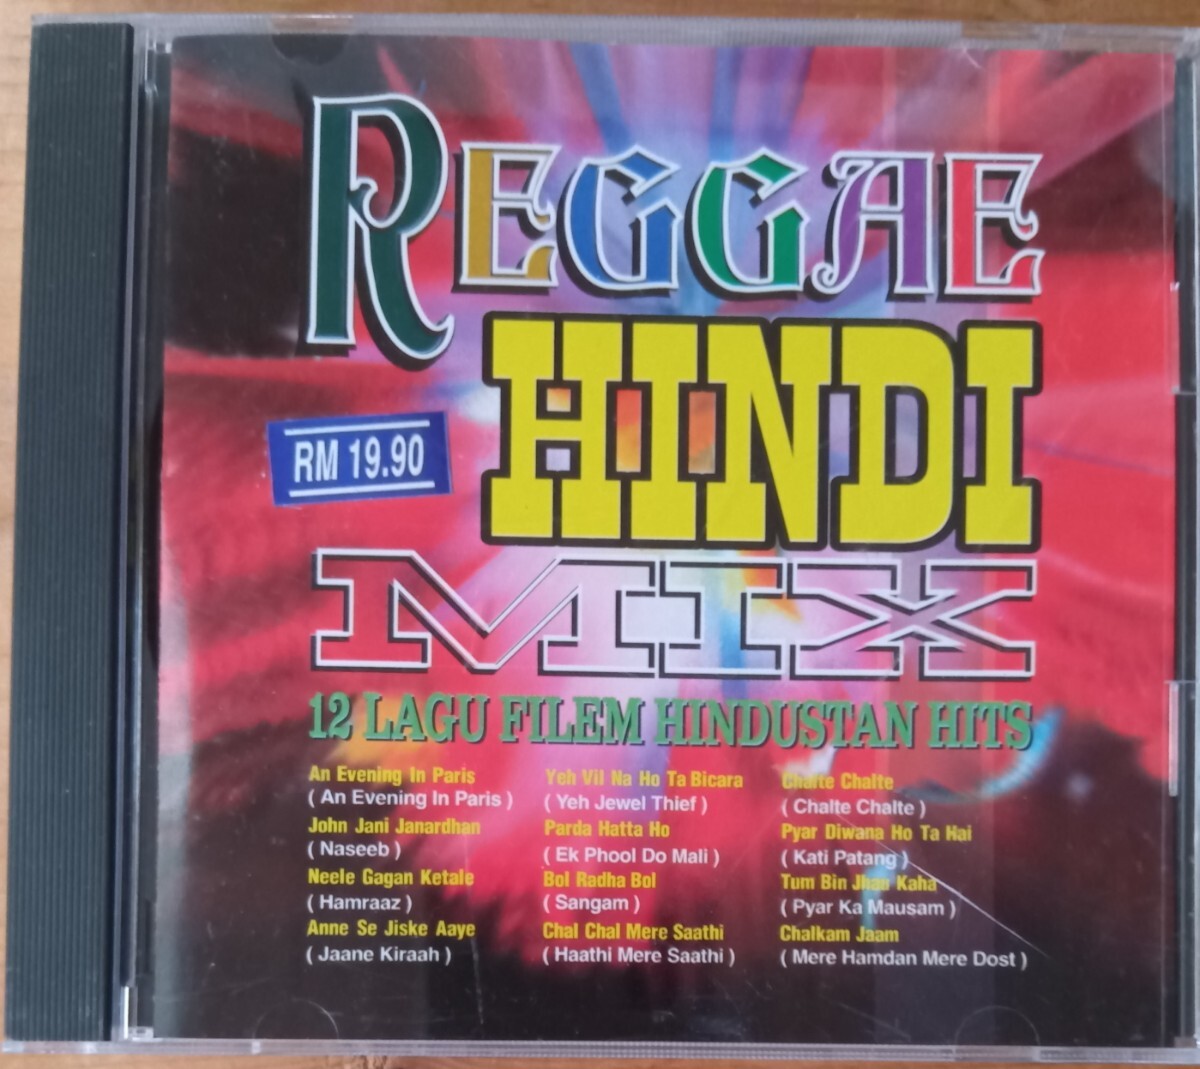 REGGAE
HINDI
RM 19.90
MIX
12 LAGU FILEM HINDUSTAN HITS
An Evening In Paris
( An Evening In Paris )
John Jani Janardhan
( Naseeb )
Neele Gagan Ketale
( Hamraaz )
Anne Se Jiske Aaye
( Jaane Kiraah )
Yeh Vil Na Ho Ta Bicara
( Yeh Jewel Thief )
Parda Hatta Ho
( Ek Phool Do Mali )
Bol Radha Bol
( Sangam )
Chal Chal Mere Saathi
( Haathi Mere Saathi )
Chalte Chalte
( Chalte Chalte )
Pyar Diwana Ho Ta Hai
( Kati Patang )
Tum Bin Jhau Kaha
( Pyar Ka Mausam )
Chalkam Jaam
( Mere Hamdan Mere Dost )